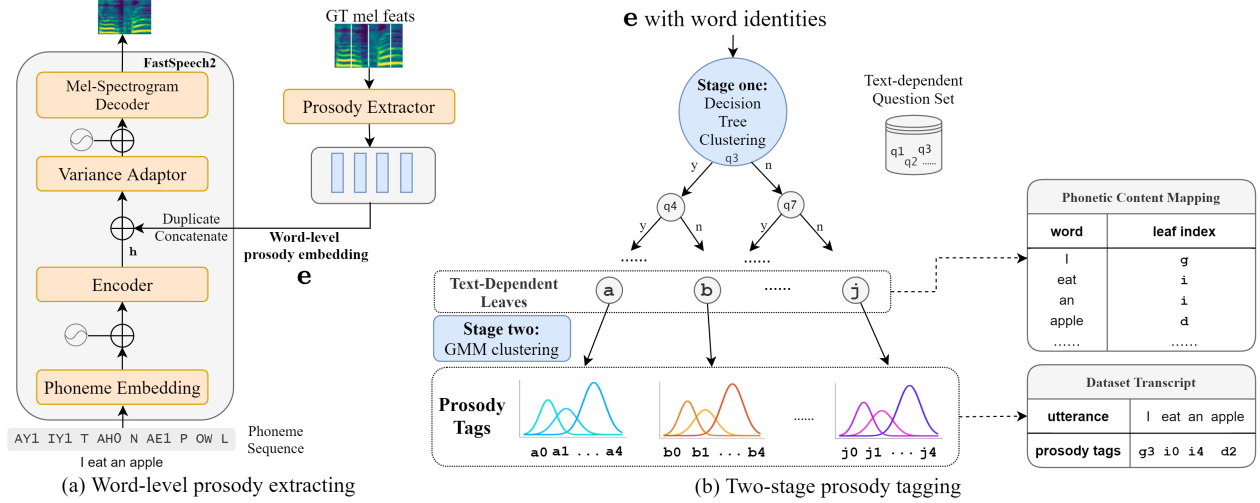 GT mel feats
FastSpeech2
Mel-Spectrogram
Decoder
Prosody Extractor
Variance Adaptor
Duplicate
Concatenate
Word-level
prosody embedding
e
h
Encoder
Phoneme Embedding
AY1 IY1 T AH0 N AE1 P OW L
Phoneme
Sequence
I eat an apple
(a) Word-level prosody extracting
e with word identities
Stage one:
Decision
Tree
Clustering
q3
Text-dependent
Question Set
q1 q3
q2 ......
y n
q4 q7
y n y n
...... ......
Text-Dependent
Leaves
a b ...... j
Stage two:
GMM clustering
Prosody
Tags
......
a0 a1 ... a4 b0 b1 ... b4 j0 j1 ... j4
(b) Two-stage prosody tagging
Phonetic Content Mapping
word leaf index
I g
eat i
an i
apple d
...... ......
Dataset Transcript
utterance I eat an apple
prosody tags g3 i0 i4 d2